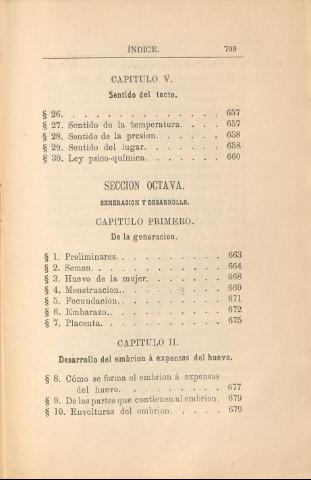 ÍNDICE. 709
CAPITULO V.
Sentido del tacto.
§ 26. . . . . . . . . . . . . . 657
§ 27. Sentido de la temperatura. . . . 657
§ 28. Sentido de la presion. . . . . . 658
§ 29. Sentido del lugar. . . . . . . 658
§ 30. Ley psico-química. . . . . . . 660
SECCION OCTAVA.
GENERACION Y DESARROLLO.
CAPITULO PRIMERO.
De la generacion.
§ 1. Preliminares. . . . . . . . . 663
§ 2. Semen. . . . . . . . . . . 664
§ 3. Huevo de la mujer. . . . . . . 668
§ 4. Menstruacion. . . . . . . . . 669
§ 5. Fecundacion. . . . . . . . . 671
§ 6. Embarazo. . . . . . . . . . 672
§ 7. Placenta. . . . . . . . . . 675
CAPITULO II.
Desarrollo del embrion á expensas del huevo.
§ 8. Cómo se forma el embrion á expensas
del huevo. . . . . . . . . 677
§ 9. De las partes que contienen al embrion. 679
§ 10. Envolturas del embrion. . . . . 679